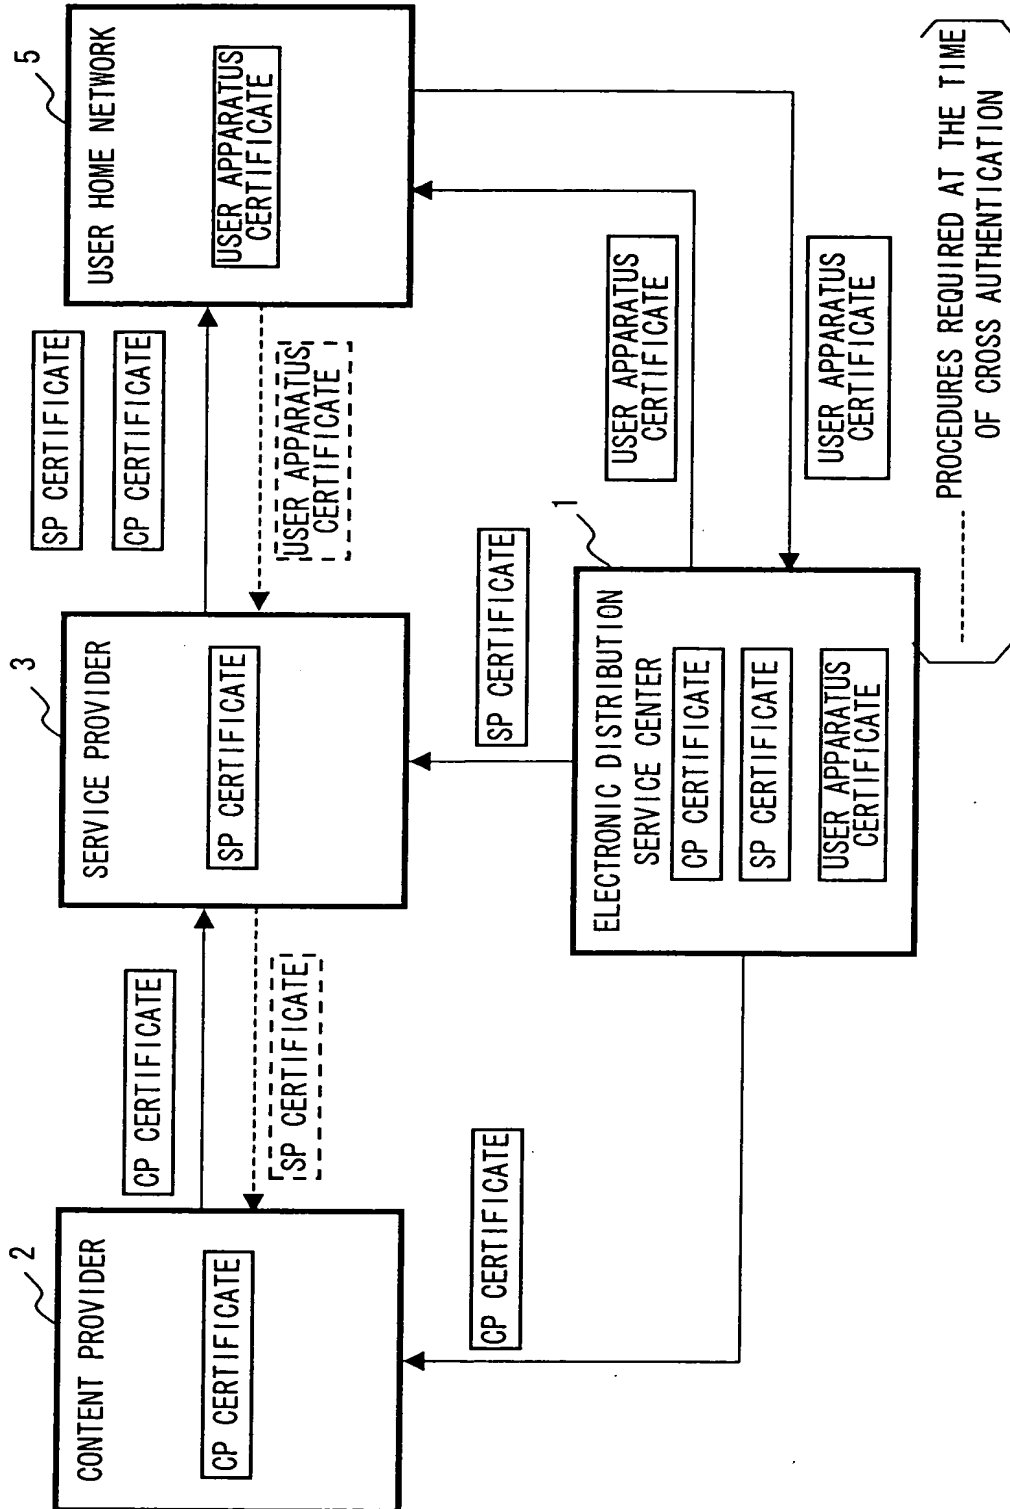 2
CONTENT PROVIDER
CP CERTIFICATE
CP CERTIFICATE
SP CERTIFICATE
3
SERVICE PROVIDER
SP CERTIFICATE
SP CERTIFICATE
CP CERTIFICATE
USER APPARATUS
CERTIFICATE
5
USER HOME NETWORK
USER APPARATUS
CERTIFICATE
CP CERTIFICATE
SP CERTIFICATE
1
ELECTRONIC DISTRIBUTION
SERVICE CENTER
CP CERTIFICATE
SP CERTIFICATE
USER APPARATUS
CERTIFICATE
USER APPARATUS
CERTIFICATE
USER APPARATUS
CERTIFICATE
PROCEDURES REQUIRED AT THE TIME
OF CROSS AUTHENTICATION